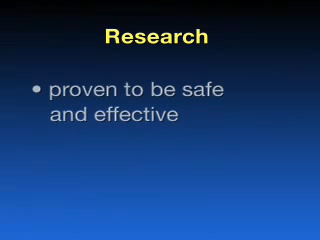 Research
• proven to be safe
and effective